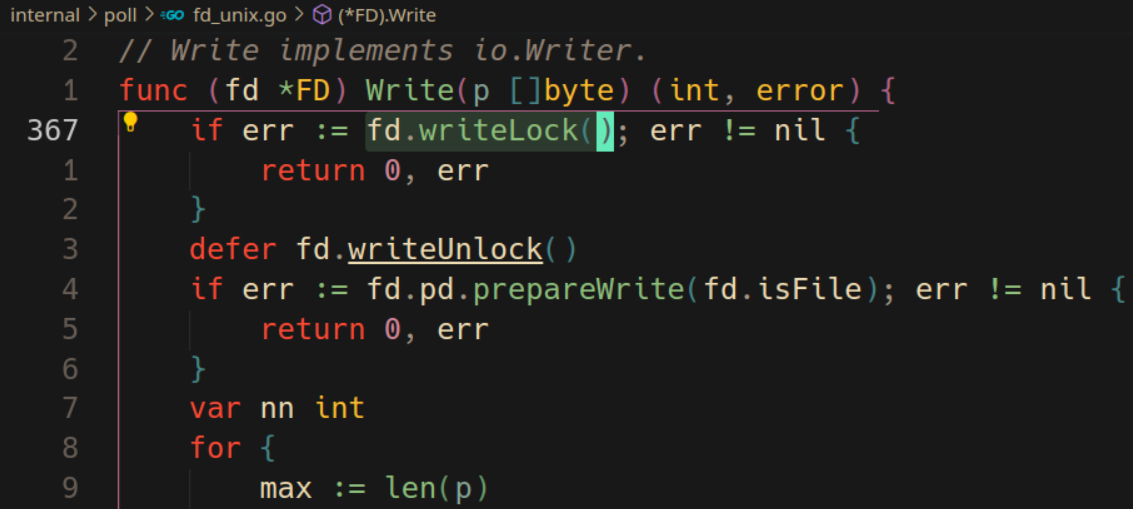 internal > poll > GO fd_unix.go > (*FD).Write
2 // Write implements io.Writer.
1 func (fd *FD) Write(p []byte) (int, error) {
367 if err := fd.writeLock(); err != nil {
1 return 0, err
2 }
3 defer fd.writeUnlock()
4 if err := fd.pd.prepareWrite(fd.isFile); err != nil {
5 return 0, err
6 }
7 var nn int
8 for {
9 max := len(p)